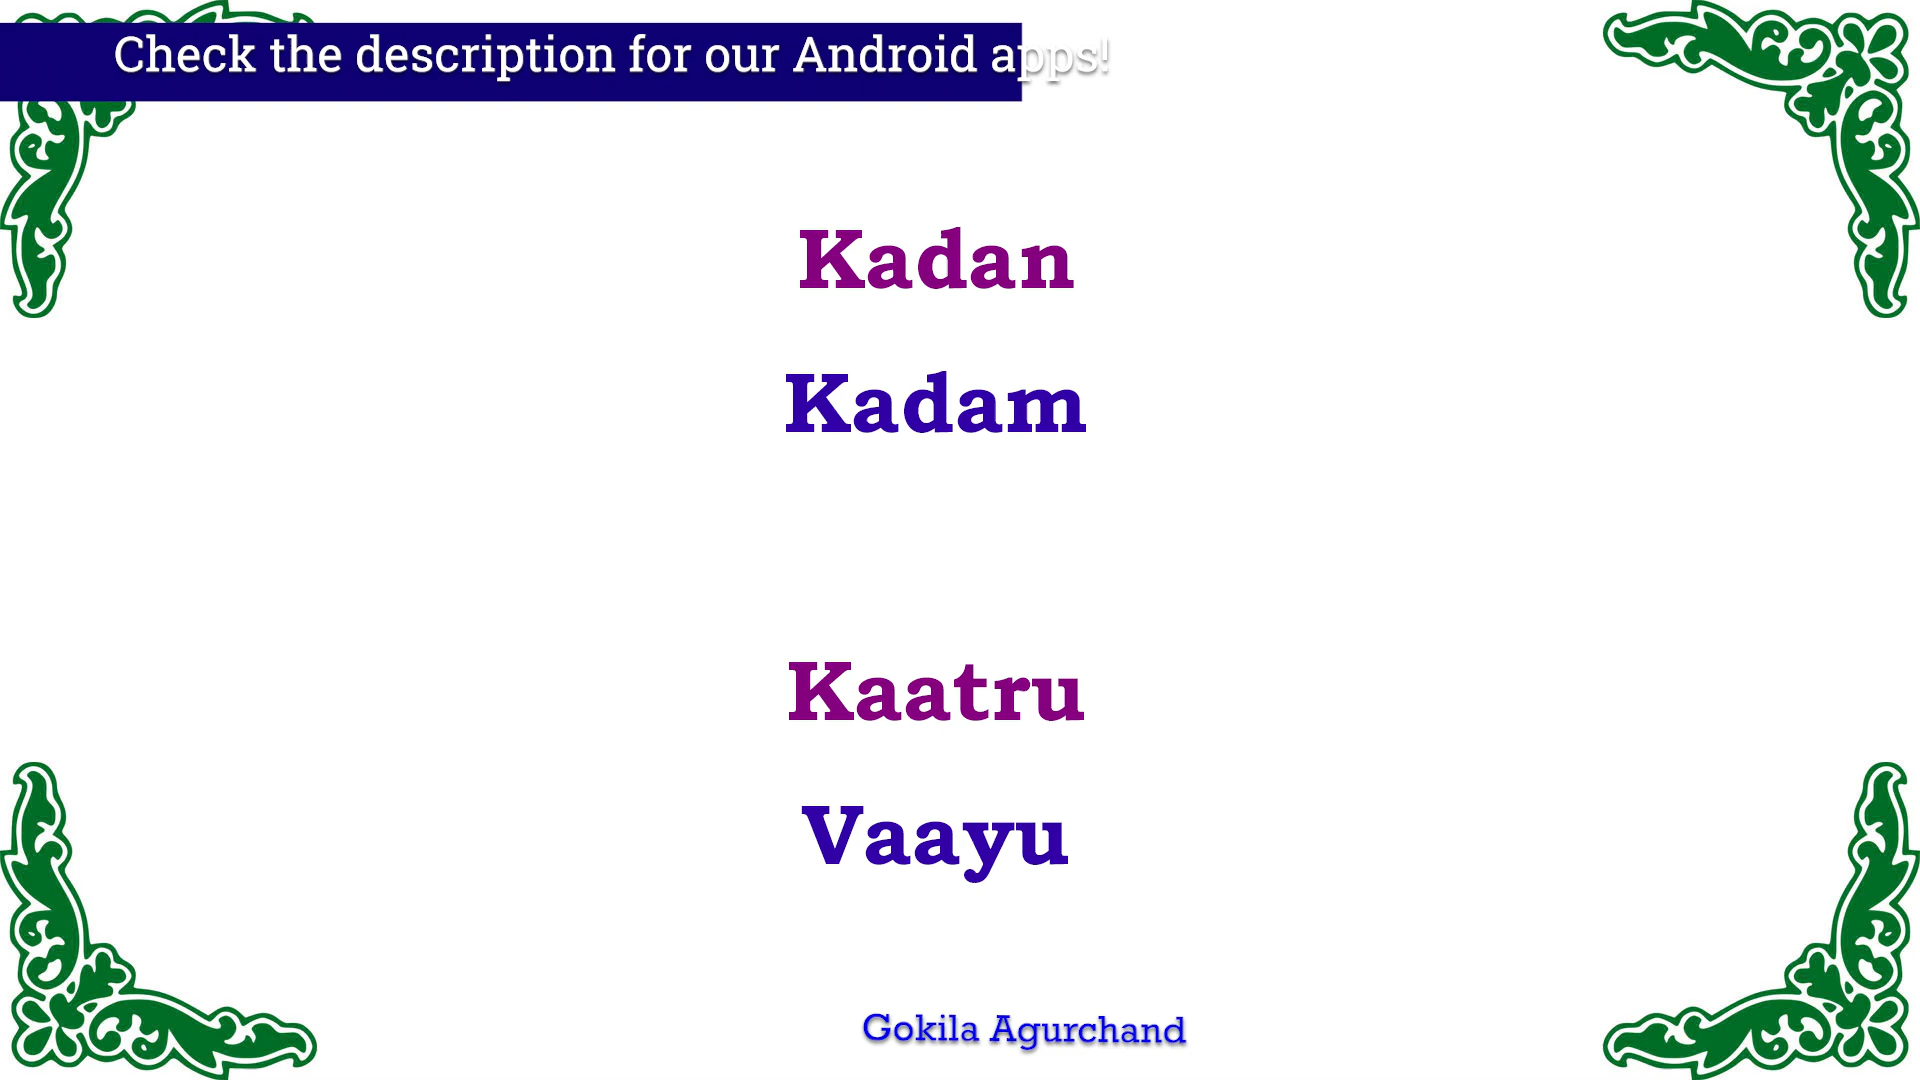 Check the description for our Android apps!
Kadan
Kadam
Kaatru
Vaayu
Gokila Agurchand